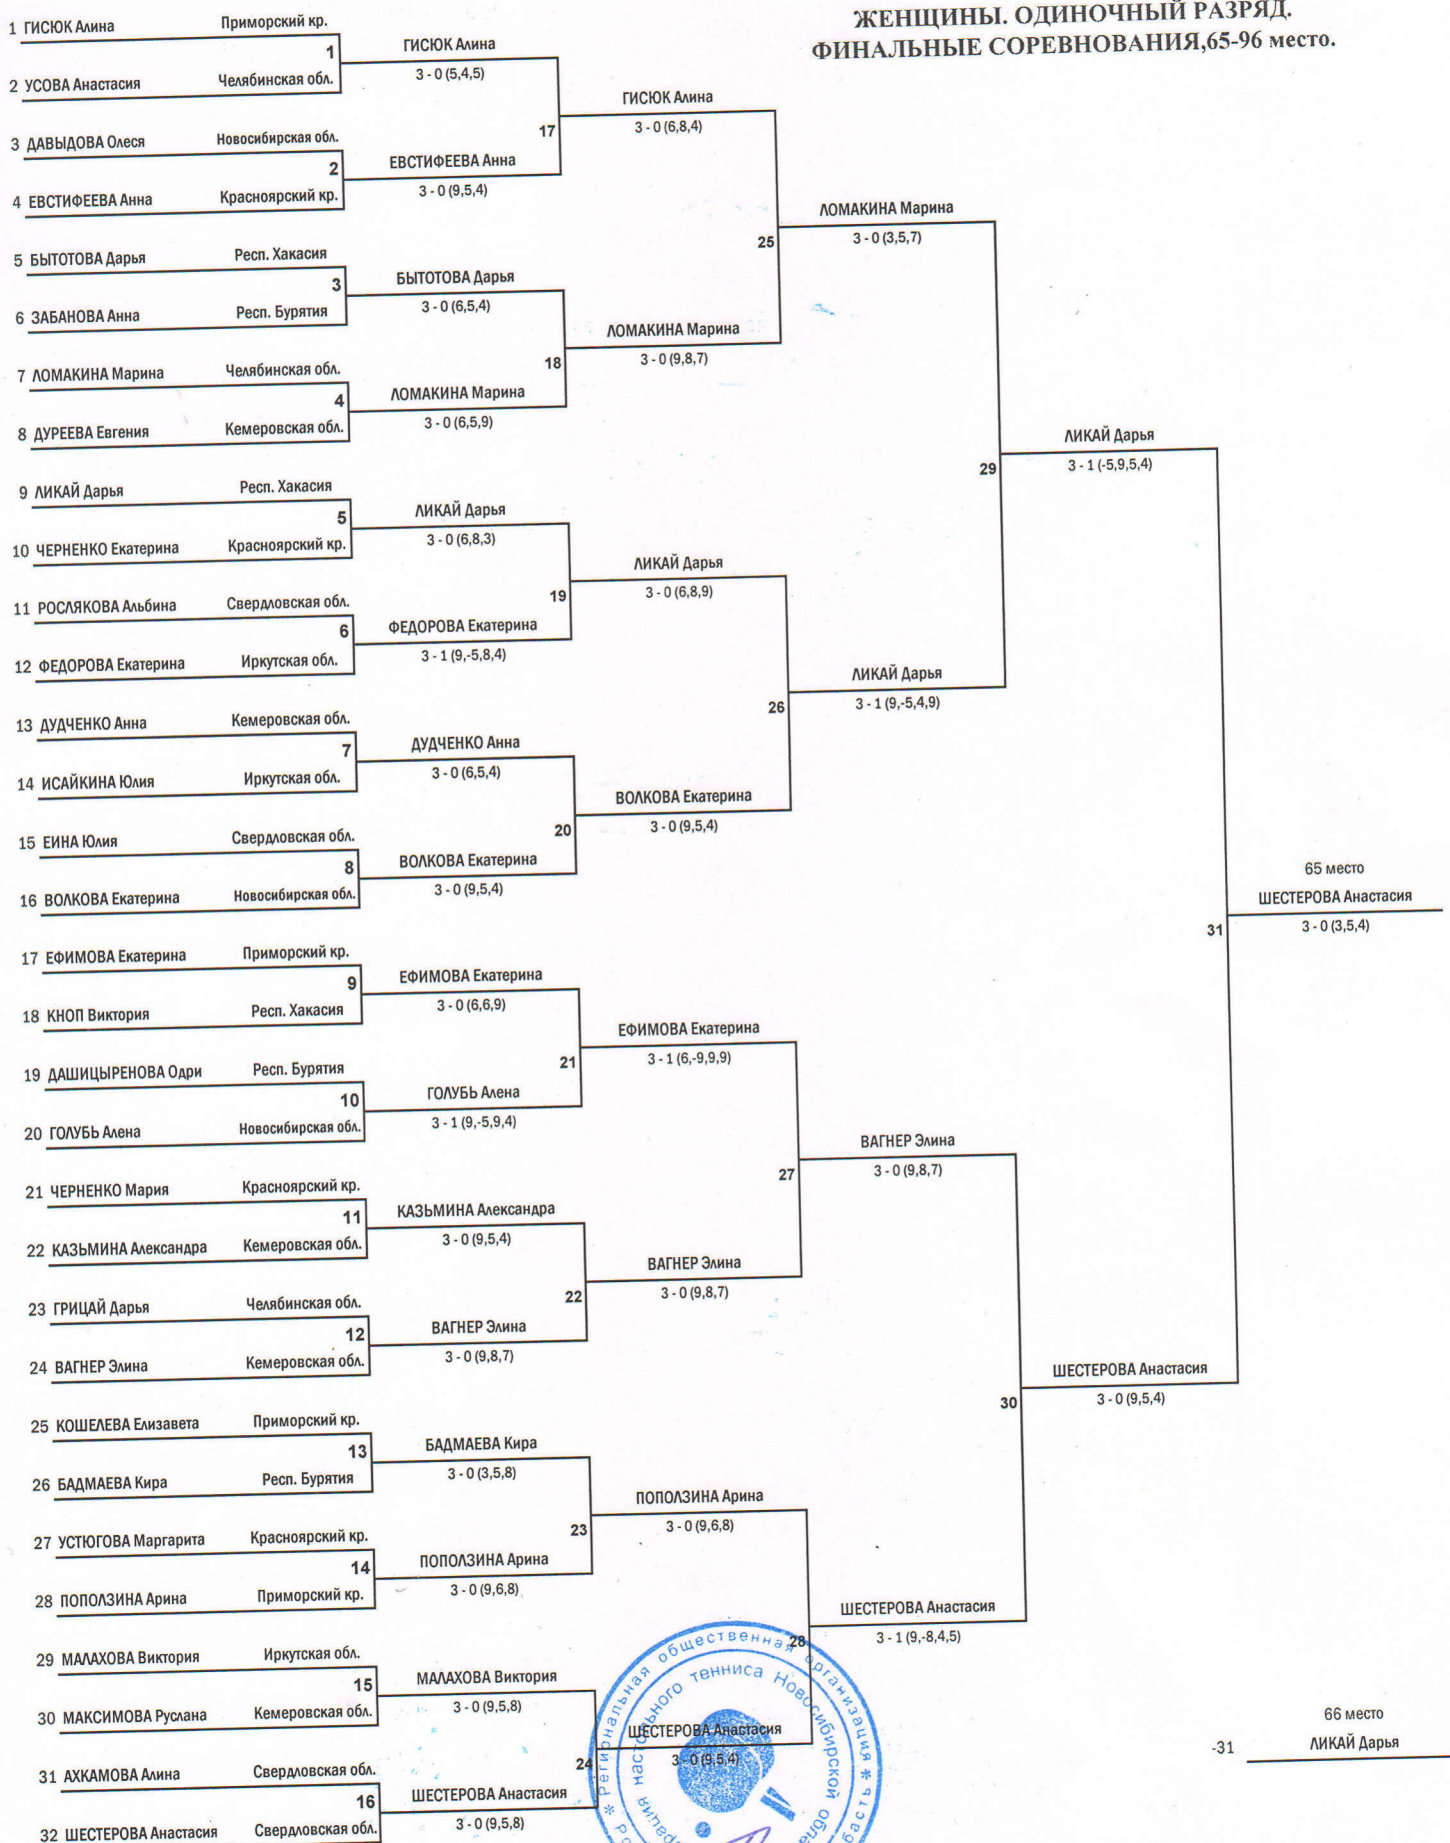 ЖЕНЩИНЫ. ОДИНОЧНЫЙ РАЗРЯД.
ФИНАЛЬНЫЕ СОРЕВНОВАНИЯ,65-96 место.
1 ГИСЮК Алина Приморский кр.
1
2 УСОВА Анастасия Челябинская обл.
ГИСЮК Алина
3 - 0 (5,4,5)
3 ДАВЫДОВА Олеся Новосибирская обл.
2
4 ЕВСТИФЕЕВА Анна Красноярский кр.
ЕВСТИФЕЕВА Анна
3 - 0 (9,5,4)
17
ГИСЮК Алина
3 - 0 (6,8,4)
5 БЫТОТОВА Дарья Респ. Хакасия
3
6 ЗАБАНОВА Анна Респ. Бурятия
БЫТОТОВА Дарья
3 - 0 (6,5,4)
7 ЛОМАКИНА Марина Челябинская обл.
4
8 ДУРЕЕВА Евгения Кемеровская обл.
ЛОМАКИНА Марина
3 - 0 (6,5,9)
18
ЛОМАКИНА Марина
3 - 0 (9,8,7)
25
ЛОМАКИНА Марина
3 - 0 (3,5,7)
9 ЛИКАЙ Дарья Респ. Хакасия
5
10 ЧЕРНЕНКО Екатерина Красноярский кр.
ЛИКАЙ Дарья
3 - 0 (6,8,3)
11 РОСЛЯКОВА Альбина Свердловская обл.
6
12 ФЕДОРОВА Екатерина Иркутская обл.
ФЕДОРОВА Екатерина
3 - 1 (9,-5,8,4)
19
ЛИКАЙ Дарья
3 - 0 (6,8,9)
13 ДУДЧЕНКО Анна Кемеровская обл.
7
14 ИСАЙКИНА Юлия Иркутская обл.
ДУДЧЕНКО Анна
3 - 0 (6,5,4)
15 ЕИНА Юлия Свердловская обл.
8
16 ВОЛКОВА Екатерина Новосибирская обл.
ВОЛКОВА Екатерина
3 - 0 (9,5,4)
20
ВОЛКОВА Екатерина
3 - 0 (9,5,4)
26
ЛИКАЙ Дарья
3 - 1 (9,-5,4,9)
29
ЛИКАЙ Дарья
3 - 1 (-5,9,5,4)
17 ЕФИМОВА Екатерина Приморский кр.
9
18 КНОП Виктория Респ. Хакасия
ЕФИМОВА Екатерина
3 - 0 (6,6,9)
19 ДАШИЦЫРЕНОВА Одри Респ. Бурятия
10
20 ГОЛУБЬ Алена Новосибирская обл.
ГОЛУБЬ Алена
3 - 1 (9,-5,9,4)
21
ЕФИМОВА Екатерина
3 - 1 (6,-9,9,9)
21 ЧЕРНЕНКО Мария Красноярский кр.
11
22 КАЗЬМИНА Александра Кемеровская обл.
КАЗЬМИНА Александра
3 - 0 (9,5,4)
23 ГРИЦАЙ Дарья Челябинская обл.
12
24 ВАГНЕР Элина Кемеровская обл.
ВАГНЕР Элина
3 - 0 (9,8,7)
22
ВАГНЕР Элина
3 - 0 (9,8,7)
27
ВАГНЕР Элина
3 - 0 (9,8,7)
25 КОШЕЛЕВА Елизавета Приморский кр.
13
26 БАДМАЕВА Кира Респ. Бурятия
БАДМАЕВА Кира
3 - 0 (3,5,8)
27 УСТЮГОВА Маргарита Красноярский кр.
14
28 ПОПОЛЗИНА Арина Приморский кр.
ПОПОЛЗИНА Арина
3 - 0 (9,6,8)
23
ПОПОЛЗИНА Арина
3 - 0 (9,6,8)
29 МАЛАХОВА Виктория Иркутская обл.
15
30 МАКСИМОВА Руслана Кемеровская обл.
МАЛАХОВА Виктория
3 - 0 (9,5,8)
31 АХКАМОВА Алина Свердловская обл.
16
32 ШЕСТЕРОВА Анастасия Свердловская обл.
ШЕСТЕРОВА Анастасия
3 - 0 (9,5,8)
24
ШЕСТЕРОВА Анастасия
3 - 0 (9,5,4)
28
ШЕСТЕРОВА Анастасия
3 - 1 (9,-8,4,5)
30
ШЕСТЕРОВА Анастасия
3 - 0 (9,5,4)
31
65 место
ШЕСТЕРОВА Анастасия
3 - 0 (3,5,4)
66 место
-31 ЛИКАЙ Дарья
Региональная общественная организация
настольного тенниса Новосибирской